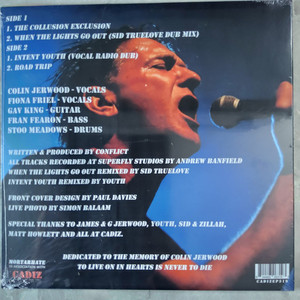 SIDE 1
1. THE COLLUSION EXCLUSION
2. WHEN THE LIGHTS GO OUT (SID TRUELOVE DUB MIX)
SIDE 2
1. INTENT YOUTH (VOCAL RADIO DUB)
2. ROAD TRIP
COLIN JERWOOD - VOCALS
FIONA FRIEL - VOCALS
GAV KING - GUITAR
FRAN FEARON - BASS
STOO MEADOWS - DRUMS
WRITTEN & PRODUCED BY CONFLICT
ALL TRACKS RECORDED AT SUPERFLY STUDIOS BY ANDREW BANFIELD
WHEN THE LIGHTS GO OUT REMIXED BY SID TRUELOVE
INTENT YOUTH REMIXED BY YOUTH
FRONT COVER DESIGN BY PAUL DAVIES
LIVE PHOTO BY SIMON BALAAM
SPECIAL THANKS TO JAMES & G JERWOOD, YOUTH, SID & ZILLAH,
MATT HOWLETT AND ALL AT CADIZ.
DEDICATED TO THE MEMORY OF COLIN JERWOOD
TO LIVE ON IN HEARTS IS NEVER TO DIE
MORTARHATE
CADIZ